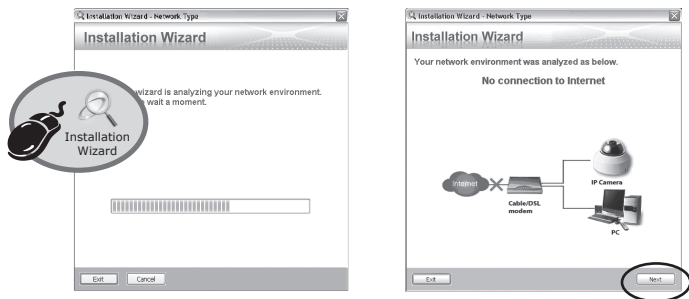 Installation Wizard - Network Type
Installation Wizard
wizard is analyzing your network environment.
wait a moment.
Installation
Wizard
Exit
Cancel
Installation Wizard - Network Type
Installation Wizard
Your network environment was analyzed as below.
No connection to Internet
Internet
IP Camera
Cable/DSL
modem
PC
Exit
Next